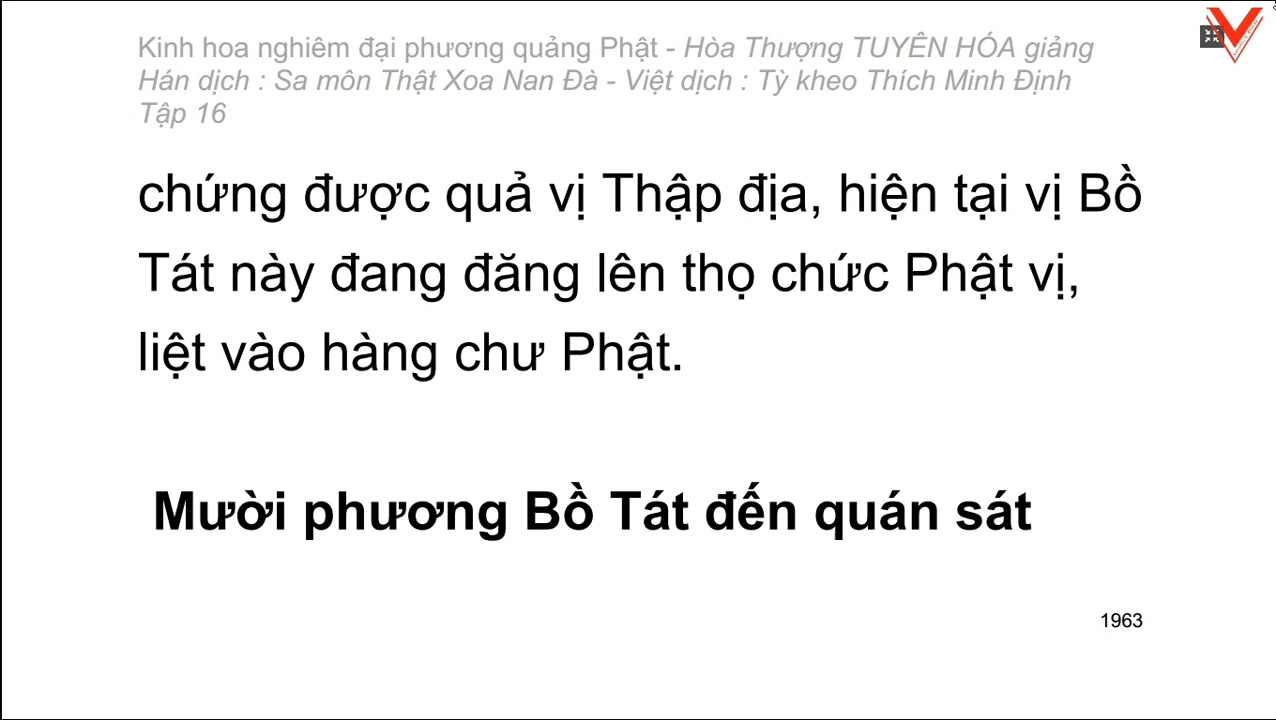 Kinh hoa nghiêm đại phương quảng Phật - Hòa Thượng TUYÊN HÓA giảng
Hán dịch : Sa môn Thật Xoa Nan Đà - Việt dịch : Tỳ kheo Thích Minh Định
Tập 16
chứng được quả vị Thập địa, hiện tại vị Bồ
Tát này đang đăng lên thọ chức Phật vị,
liệt vào hàng chư Phật.
Mười phương Bồ Tát đến quán sát
1963